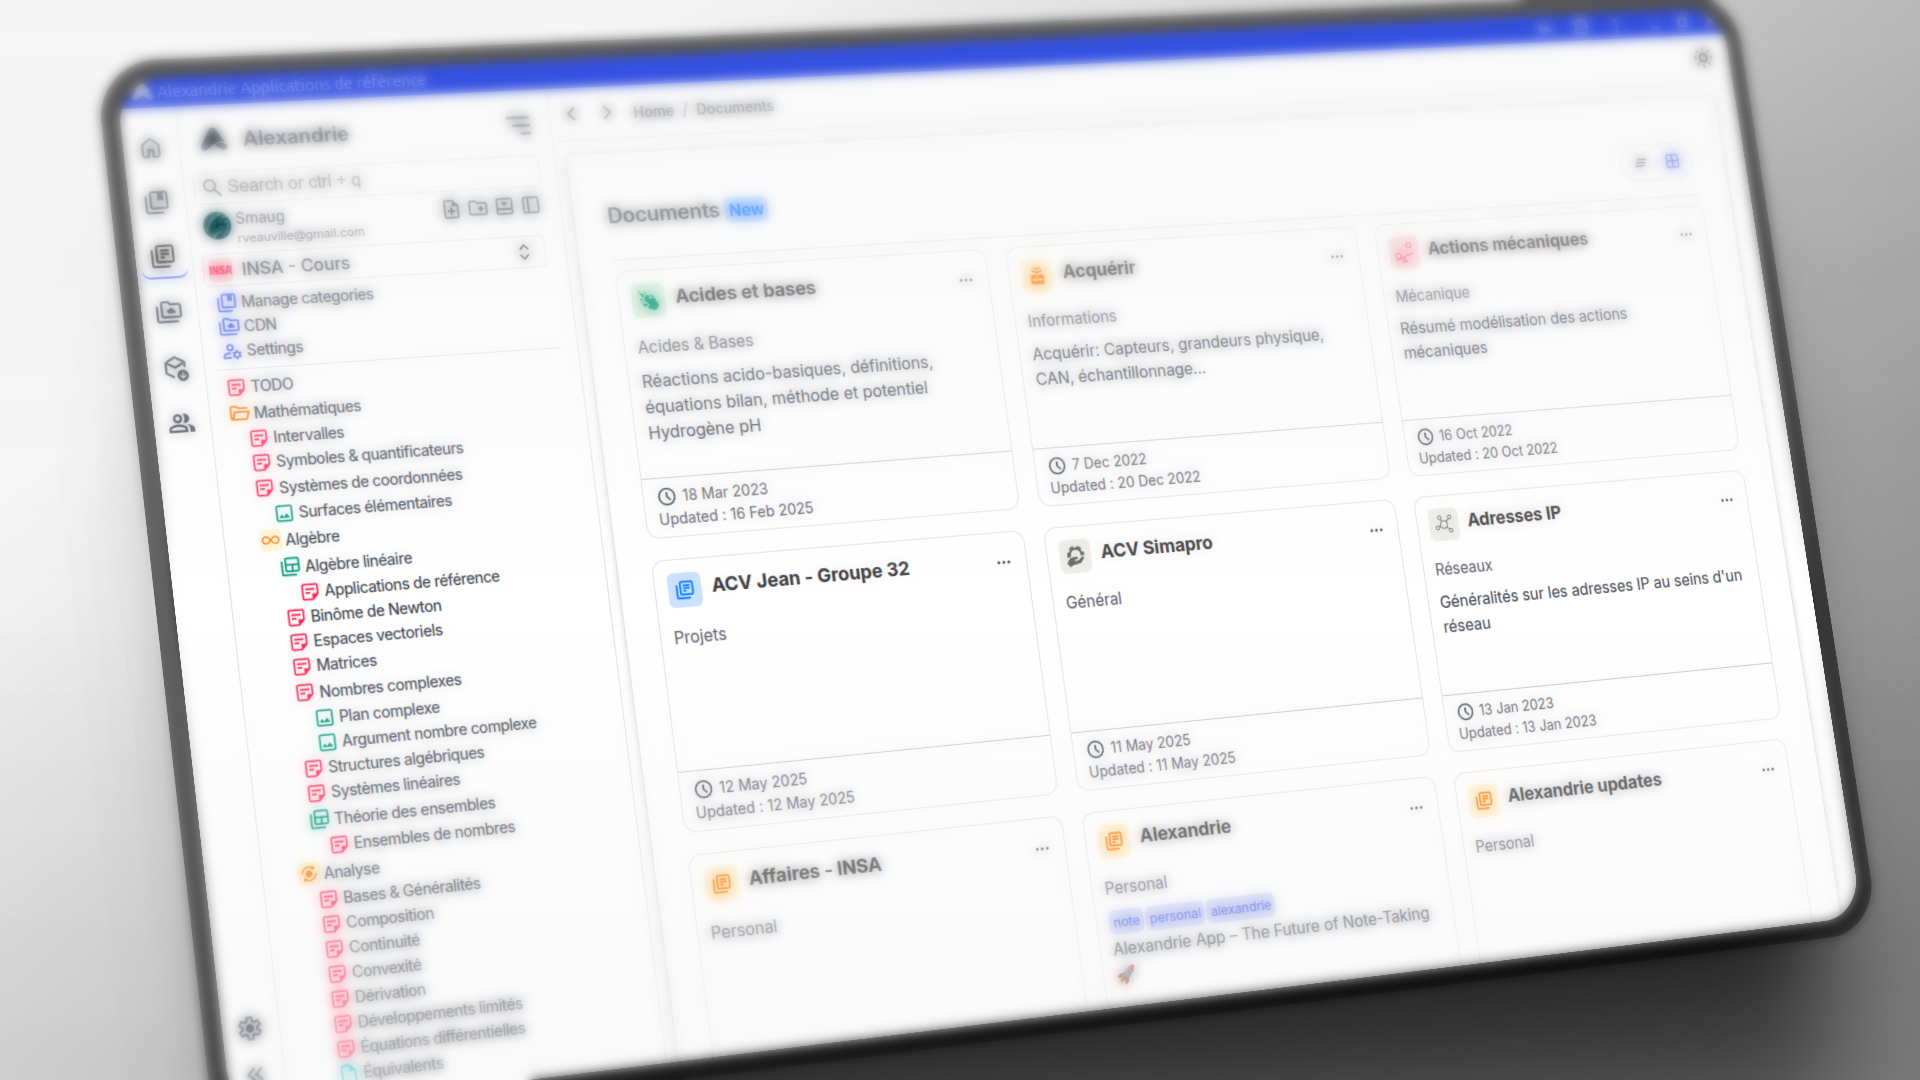 Alexandrie Applications de référence
Alexandrie
Search or ctrl + q
Smaug
rveauville@gmail.com
INSA
INSA - Cours
Manage categories
CDN
Settings
TODO
Mathématiques
Intervalles
Symboles & quantificateurs
Systèmes de coordonnées
Surfaces élémentaires
Algèbre
Algèbre linéaire
Applications de référence
Binôme de Newton
Espaces vectoriels
Matrices
Nombres complexes
Plan complexe
Argument nombre complexe
Structures algébriques
Systèmes linéaires
Théorie des ensembles
Ensembles de nombres
Analyse
Bases & Généralités
Composition
Continuité
Convexité
Dérivation
Développements limités
Équations différentielles
Équivalents
Home / Documents
Documents New
Acides et bases
Acides & Bases
Réactions acido-basiques, définitions,
équations bilan, méthode et potentiel
Hydrogène pH
18 Mar 2023
Updated : 16 Feb 2025
Acquérir
Informations
Acquérir: Capteurs, grandeurs physique,
CAN, échantillonnage...
7 Dec 2022
Updated : 20 Dec 2022
Actions mécaniques
Mécanique
Résumé modélisation des actions
mécaniques
16 Oct 2022
Updated : 20 Oct 2022
ACV Jean - Groupe 32
Projets
12 May 2025
Updated : 12 May 2025
ACV Simapro
Général
11 May 2025
Updated : 11 May 2025
Adresses IP
Réseaux
Généralités sur les adresses IP au seins d'un
réseau
13 Jan 2023
Updated : 13 Jan 2023
Affaires - INSA
Personal
Alexandrie
Personal
note personal alexandrie
Alexandrie App – The Future of Note-Taking
🚀
Alexandrie updates
Personal